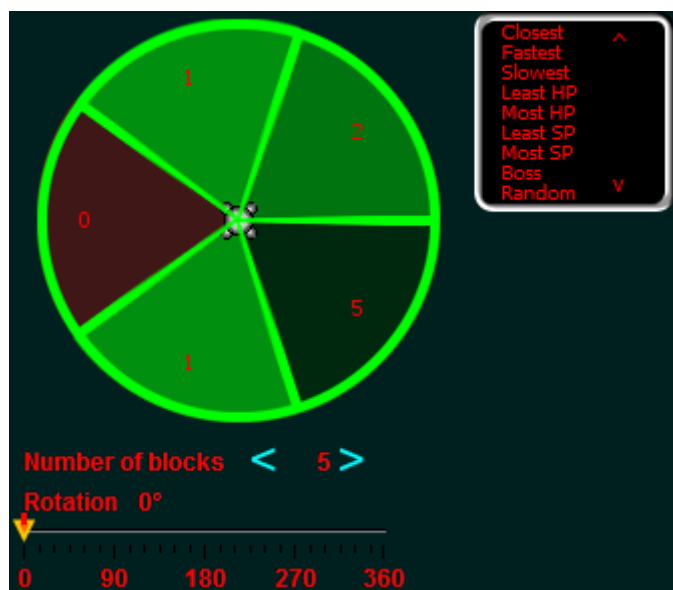 Closest ^
Fastest
Slowest
Least HP
Most HP
Least SP
Most SP
Boss
Random v
1
2
0
5
1
Number of blocks < 5 >
Rotation 0°
0 90 180 270 360